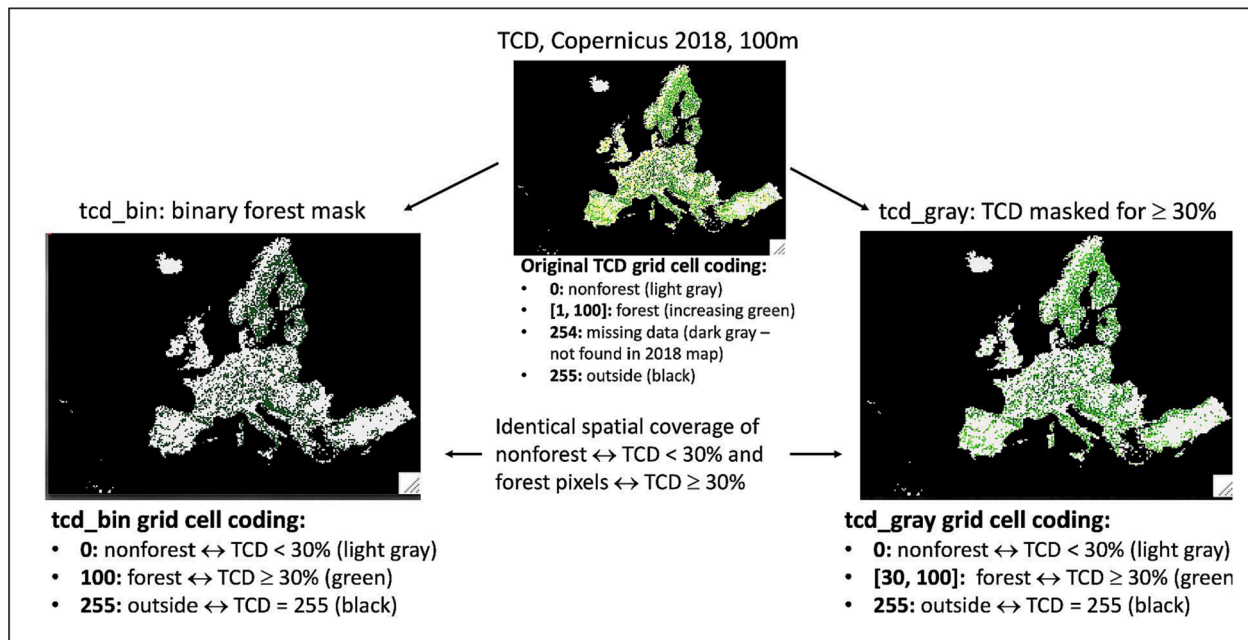 TCD, Copernicus 2018, 100m
tcd_bin: binary forest mask
tcd_gray: TCD masked for ≥ 30%
Original TCD grid cell coding:
• 0: nonforest (light gray)
• [1, 100]: forest (increasing green)
• 254: missing data (dark gray –
not found in 2018 map)
• 255: outside (black)
Identical spatial coverage of
nonforest ↔ TCD < 30% and
forest pixels ↔ TCD ≥ 30%
tcd_bin grid cell coding:
• 0: nonforest ↔ TCD < 30% (light gray)
• 100: forest ↔ TCD ≥ 30% (green)
• 255: outside ↔ TCD = 255 (black)
tcd_gray grid cell coding:
• 0: nonforest ↔ TCD < 30% (light gray)
• [30, 100]: forest ↔ TCD ≥ 30% (green
• 255: outside ↔ TCD = 255 (black)